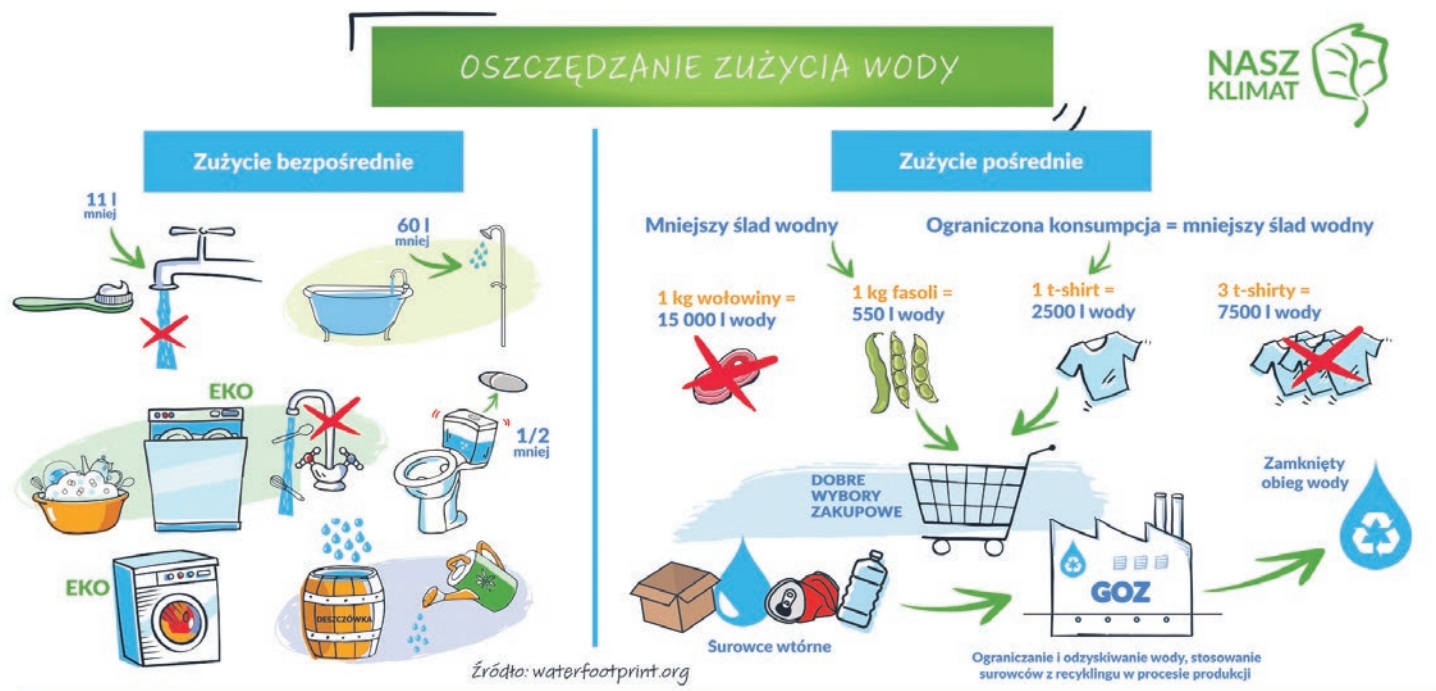 OSZCZĘDZANIE ZUŻYCIA WODY
NASZ
KLIMAT
Zużycie bezpośrednie
11 l
mniej
60 l
mniej
EKO
1/2
mniej
EKO
DESZCZÓWKA
Zużycie pośrednie
Mniejszy ślad wodny
Ograniczona konsumpcja = mniejszy ślad wodny
1 kg wołowiny =
15 000 l wody
1 kg fasoli =
550 l wody
1 t-shirt =
2500 l wody
3 t-shirty =
7500 l wody
DOBRE
WYBORY
ZAKUPOWE
Zamknięty
obieg wody
GOZ
Surowce wtórne
Ograniczanie i odzyskiwanie wody, stosowanie
surowców z recyklingu w procesie produkcji
Źródło: waterfootprint.org